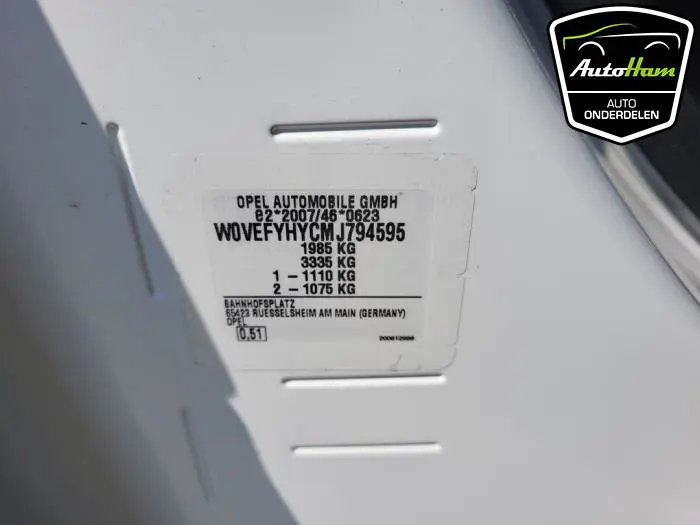 AutoHam
AUTO
ONDERDELEN
OPEL AUTOMOBILE GMBH
e2*2007/46*0623
W0VEFYHYCMJ794595
1985 KG
3335 KG
1 – 1110 KG
2 – 1075 KG
BAHNHOFSPLATZ
65423 RUESSELSHEIM AM MAIN (GERMANY)
OPEL
0.51